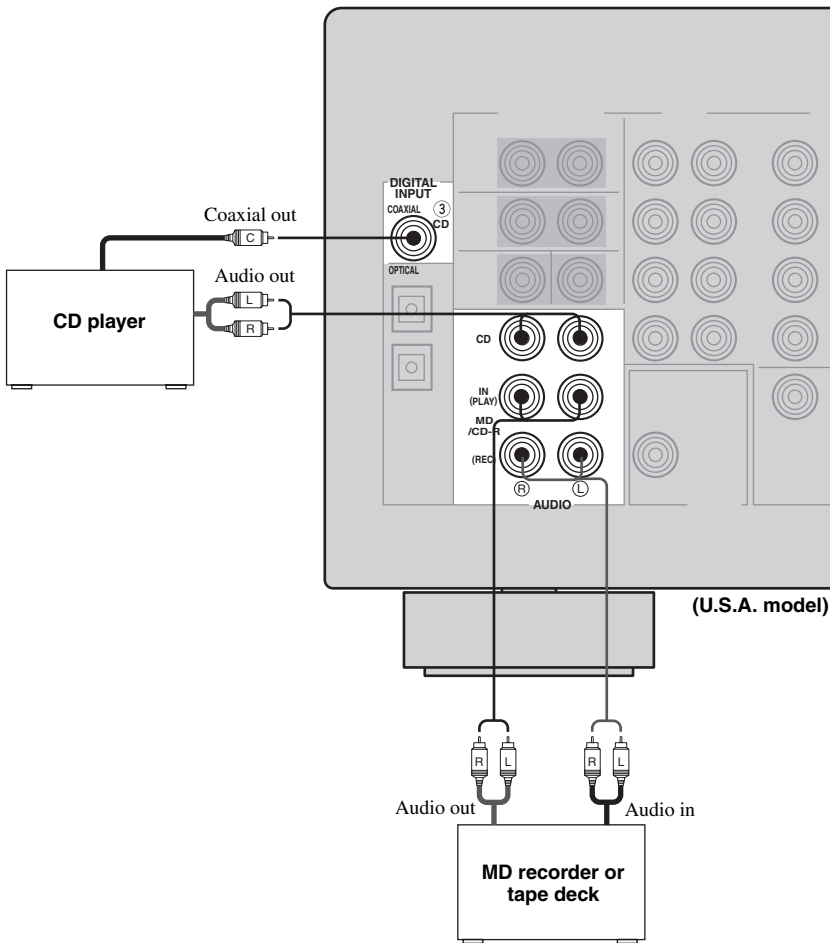 DIGITAL
INPUT
COAXIAL
③
CD
Coaxial out
C
Audio out
OPTICAL
L
R
CD player
CD
IN
(PLAY)
MD
/CD-R
(REC)
R
L
AUDIO
(U.S.A. model)
R
L
R
L
Audio out
Audio in
MD recorder or
tape deck